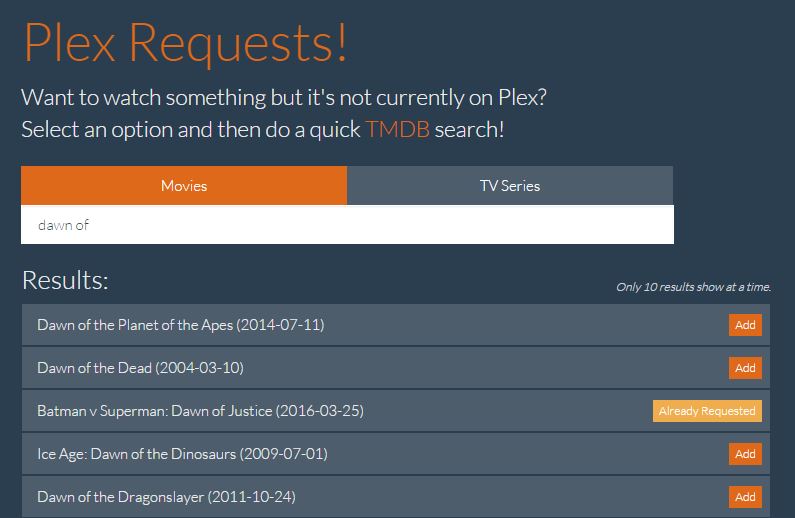 Plex Requests!
Want to watch something but it's not currently on Plex?
Select an option and then do a quick TMDB search!
Movies TV Series
dawn of
Results: Only 10 results show at a time.
Dawn of the Planet of the Apes (2014-07-11) Add
Dawn of the Dead (2004-03-10) Add
Batman v Superman: Dawn of Justice (2016-03-25) Already Requested
Ice Age: Dawn of the Dinosaurs (2009-07-01) Add
Dawn of the Dragonslayer (2011-10-24) Add